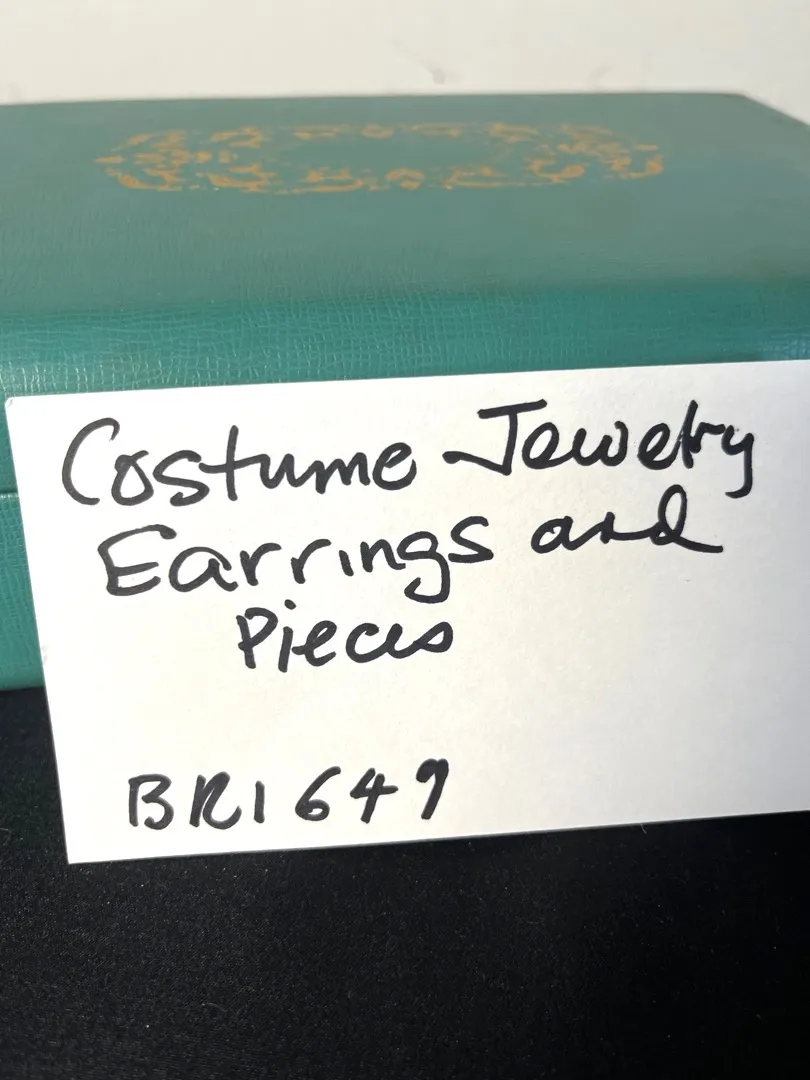 Costume Jewelry
Earrings and
Pieces
BR1649